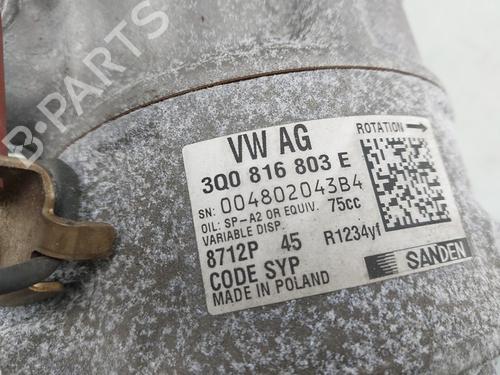 VW AG
3Q0 816 803 E
SN: 004802043B4
OIL: SP-A2 OR EQUIV. 75cc
VARIABLE DISP.
8712P 45 R1234yf
CODE SYP
MADE IN POLAND
ROTATION
SANDEN
B-PARTS